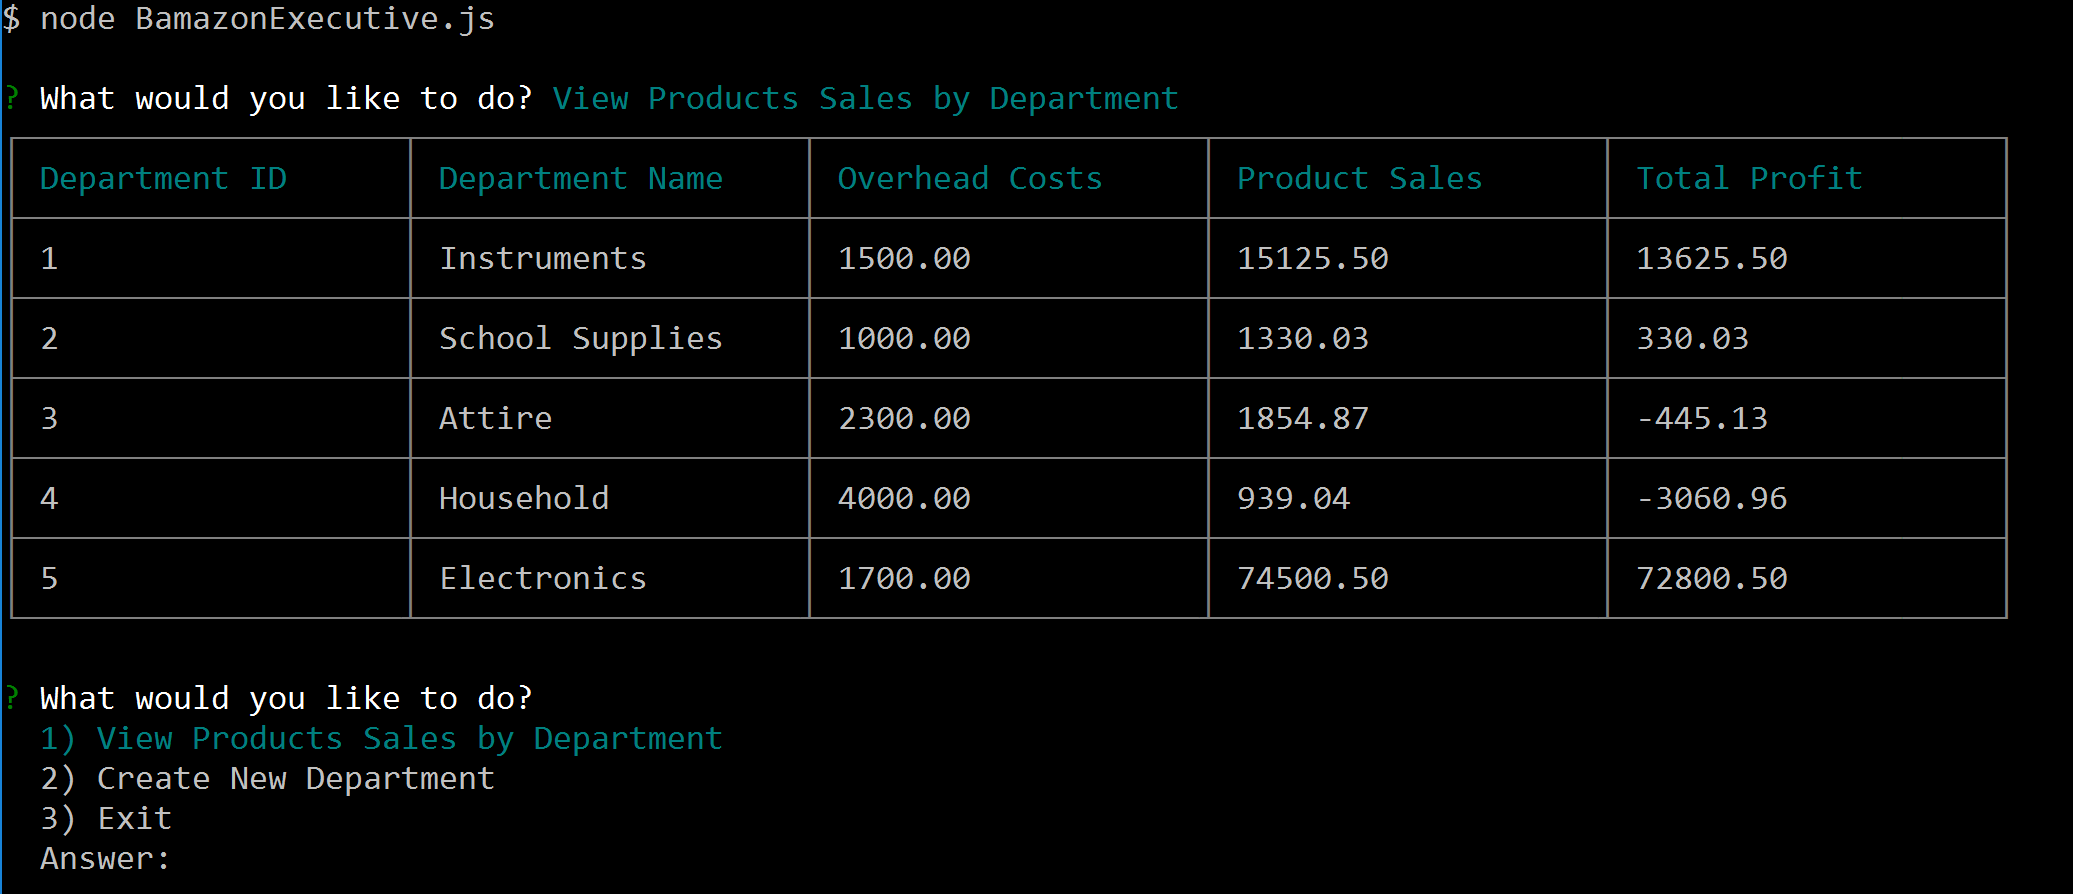 $ node BamazonExecutive.js
? What would you like to do? View Products Sales by Department
Department ID Department Name Overhead Costs Product Sales Total Profit
1 Instruments 1500.00 15125.50 13625.50
2 School Supplies 1000.00 1330.03 330.03
3 Attire 2300.00 1854.87 -445.13
4 Household 4000.00 939.04 -3060.96
5 Electronics 1700.00 74500.50 72800.50
? What would you like to do?
1) View Products Sales by Department
2) Create New Department
3) Exit
Answer: